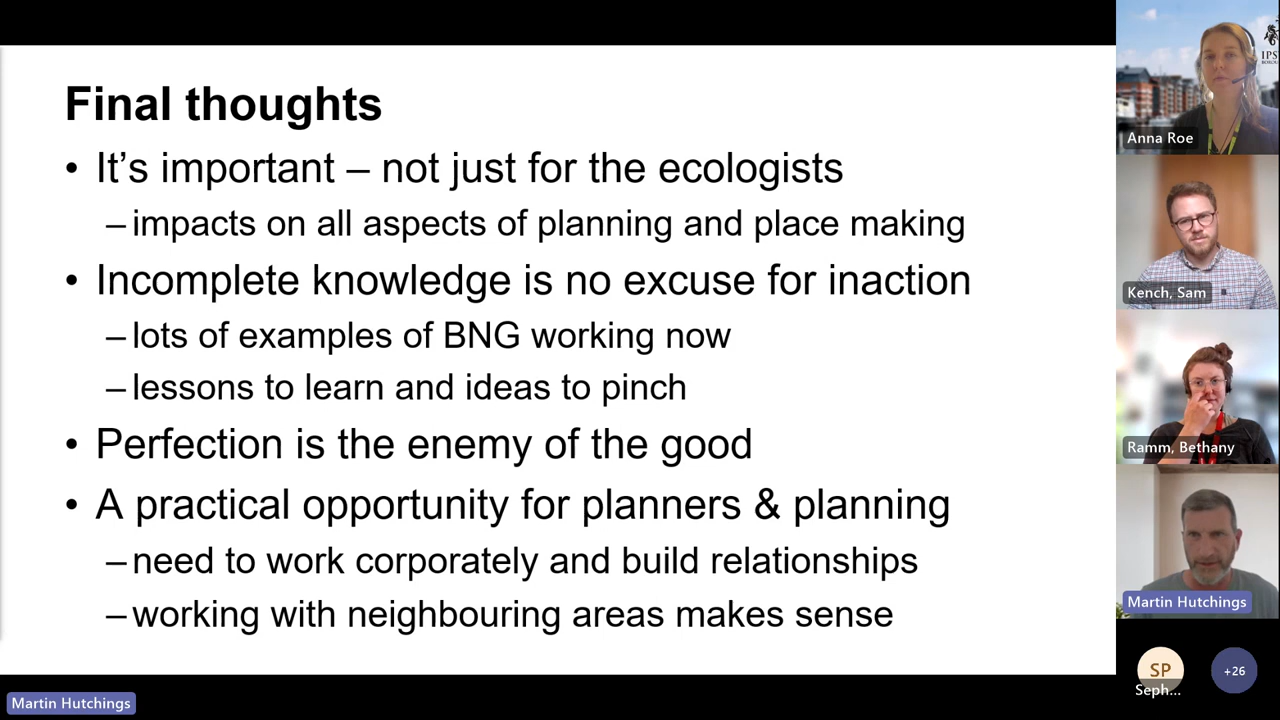 Final thoughts
• It's important – not just for the ecologists
– impacts on all aspects of planning and place making
• Incomplete knowledge is no excuse for inaction
– lots of examples of BNG working now
– lessons to learn and ideas to pinch
• Perfection is the enemy of the good
• A practical opportunity for planners & planning
– need to work corporately and build relationships
– working with neighbouring areas makes sense
IPS
Anna Roe
Kench, Sam
Ramm, Bethany
Martin Hutchings
SP
Seph...
+26
Martin Hutchings